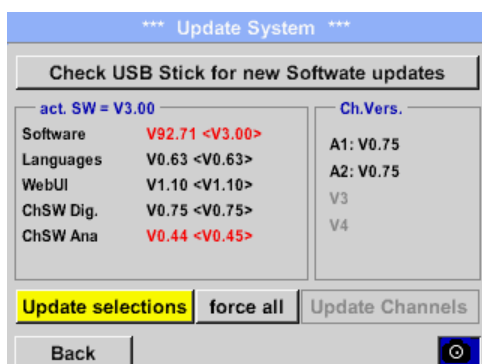 *** Update System ***
Check USB Stick for new Softwate updates
act. SW = V3.00
Software V92.71 <V3.00>
Languages V0.63 <V0.63>
WebUI V1.10 <V1.10>
ChSW Dig. V0.75 <V0.75>
ChSW Ana V0.44 <V0.45>
Ch.Vers.
A1: V0.75
A2: V0.75
V3
V4
Update selections force all Update Channels
Back